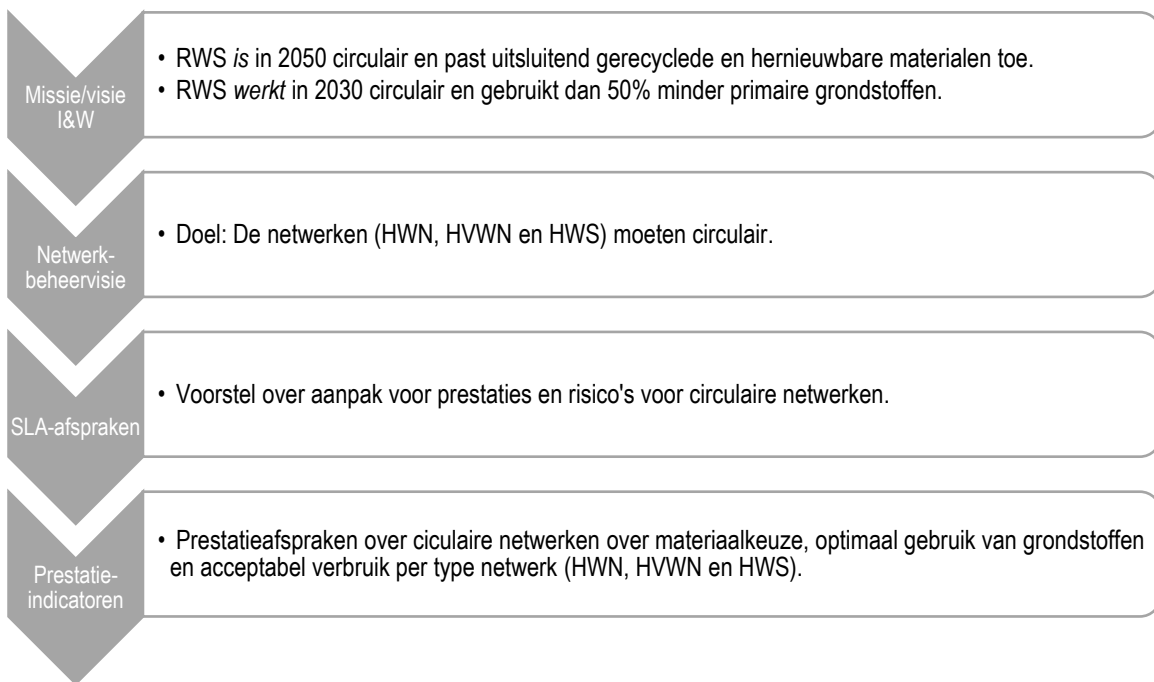 Missie/visie
I&W
• RWS is in 2050 circulair en past uitsluitend gerecyclede en hernieuwbare materialen toe.
• RWS werkt in 2030 circulair en gebruikt dan 50% minder primaire grondstoffen.
Netwerk-
beheervisie
• Doel: De netwerken (HWN, HVWN en HWS) moeten circulair.
SLA-afspraken
• Voorstel over aanpak voor prestaties en risico's voor circulaire netwerken.
Prestatie-
indicatoren
• Prestatieafspraken over ciculaire netwerken over materiaalkeuze, optimaal gebruik van grondstoffen
en acceptabel verbruik per type netwerk (HWN, HVWN en HWS).